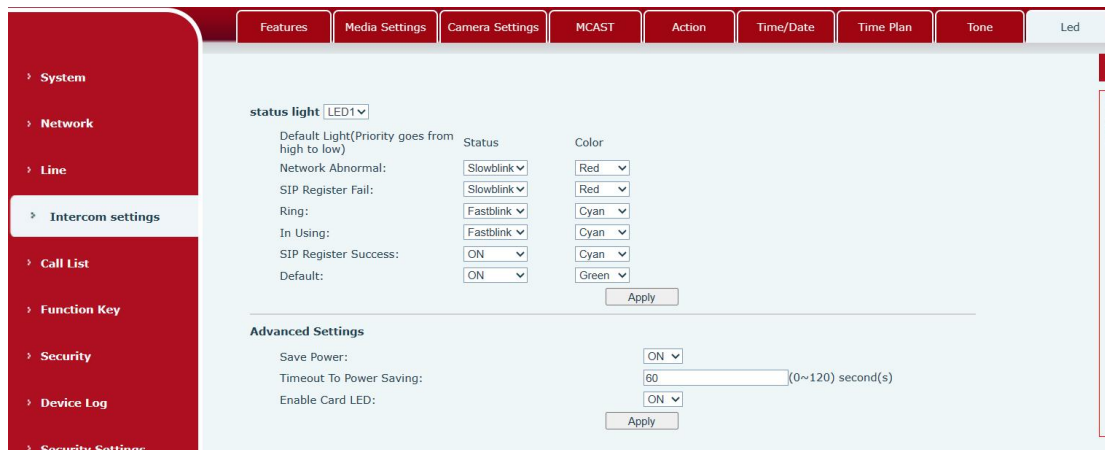 Features Media Settings Camera Settings MCAST Action Time/Date Time Plan Tone Led
› System
› Network
› Line
› Intercom settings
› Call List
› Function Key
› Security
› Device Log
› Security Settings
status light LED1
Default Light(Priority goes from high to low) Status Color
Network Abnormal: Slowblink Red
SIP Register Fail: Slowblink Red
Ring: Fastblink Cyan
In Using: Fastblink Cyan
SIP Register Success: ON Cyan
Default: ON Green
Apply
Advanced Settings
Save Power: ON
Timeout To Power Saving: 60 (0~120) second(s)
Enable Card LED: ON
Apply